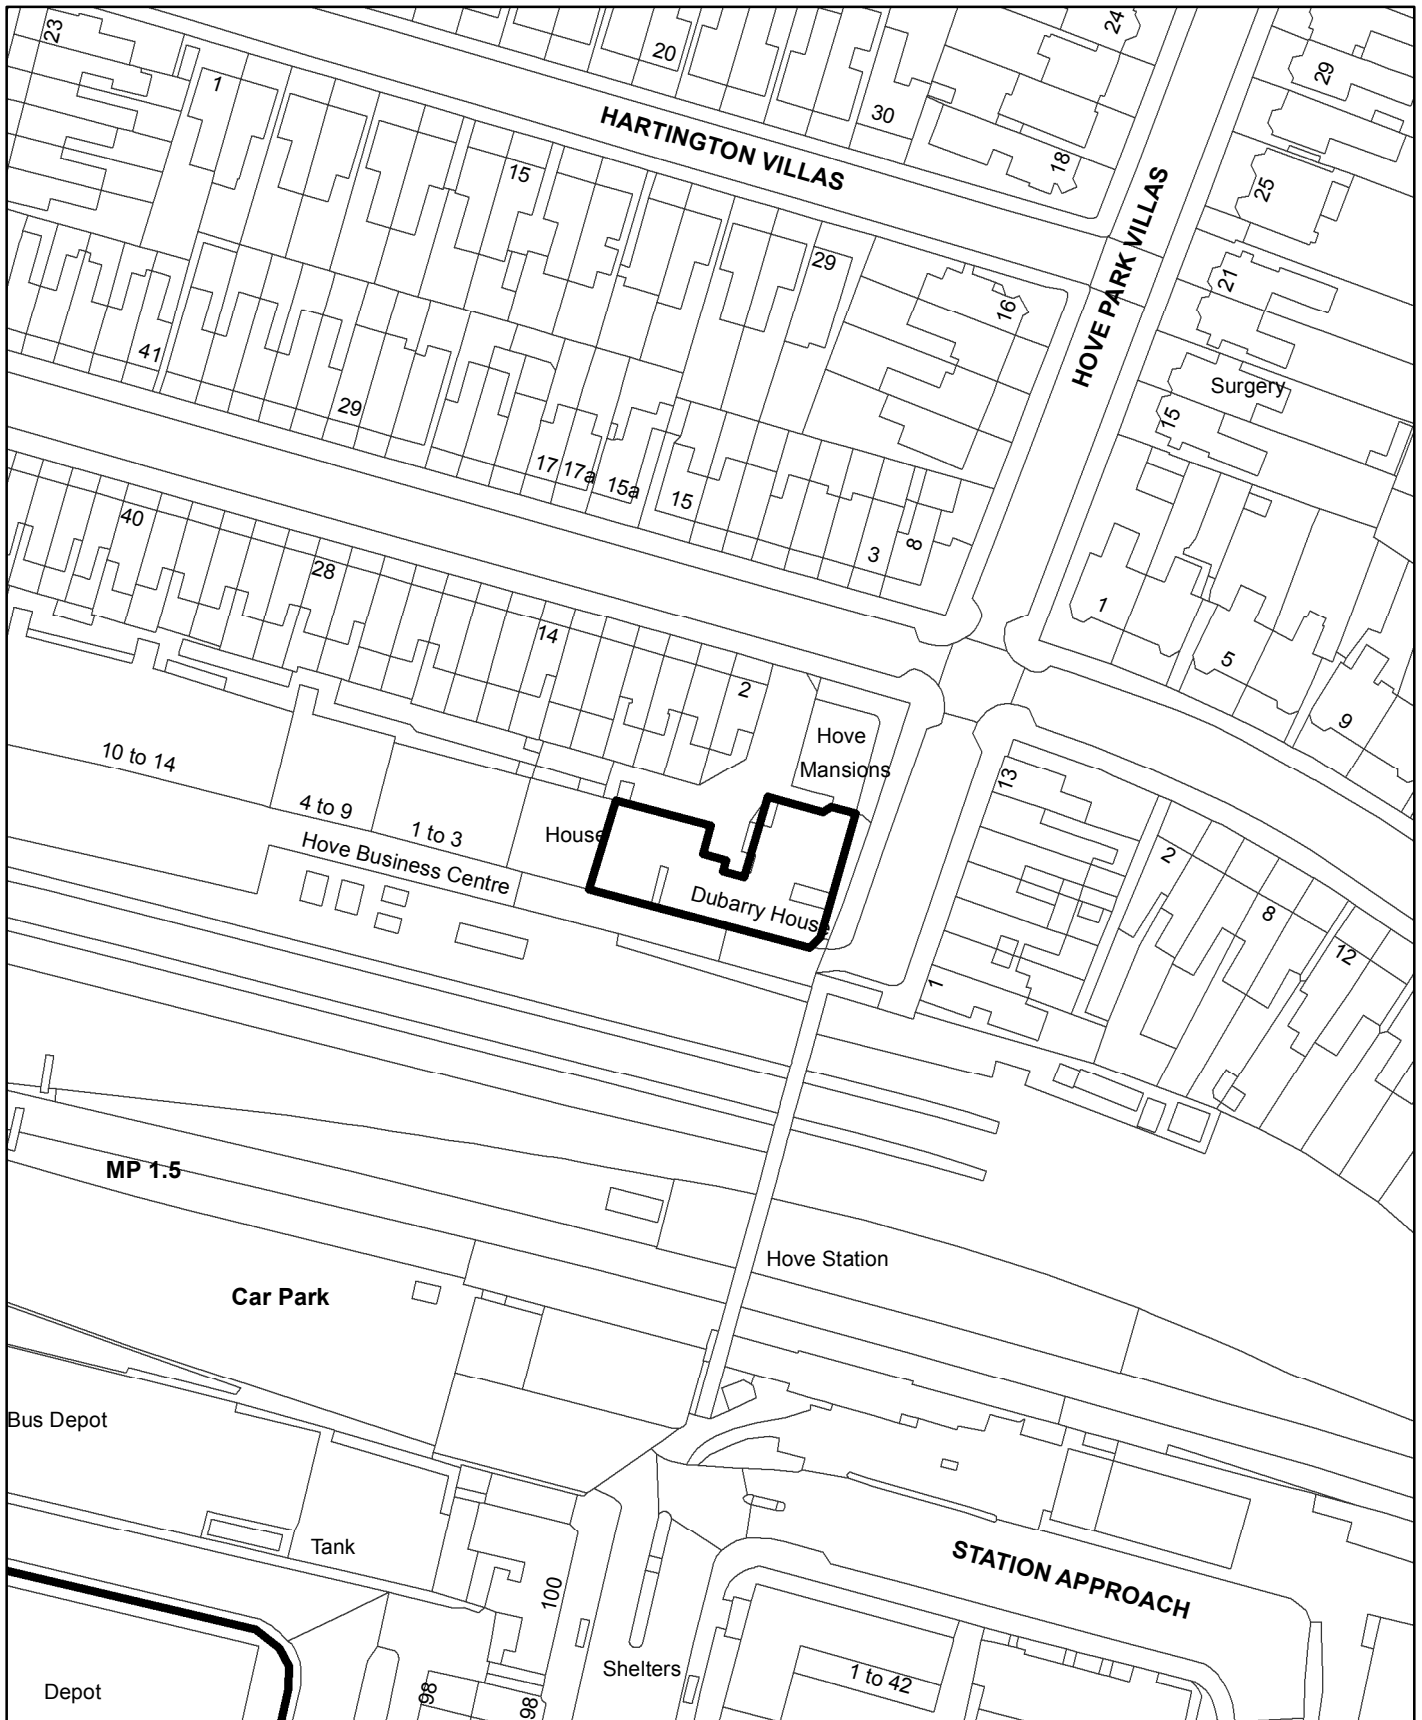 23
20
24
1
HARTINGTON VILLAS
30
29
18
15
HOVE PARK VILLAS
25
29
16
21
41
29
Surgery
15
17
17a
15a
15
3
8
40
28
14
1
5
9
2
Hove
Mansions
10 to 14
4 to 9
1 to 3
Hove Business Centre
House
Dubarry House
13
2
8
12
1
MP 1.5
Hove Station
Car Park
Bus Depot
Tank
STATION APPROACH
100
Shelters
1 to 42
Depot
98
98